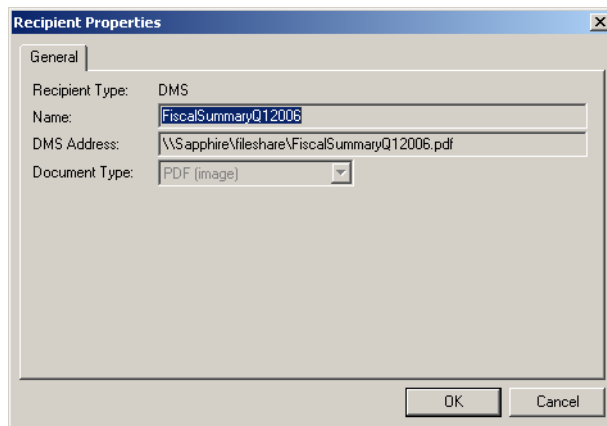 Recipient Properties
General
Recipient Type: DMS
Name: FiscalSummaryQ12006
DMS Address: \\Sapphire\fileshare\FiscalSummaryQ12006.pdf
Document Type: PDF (image)
OK Cancel